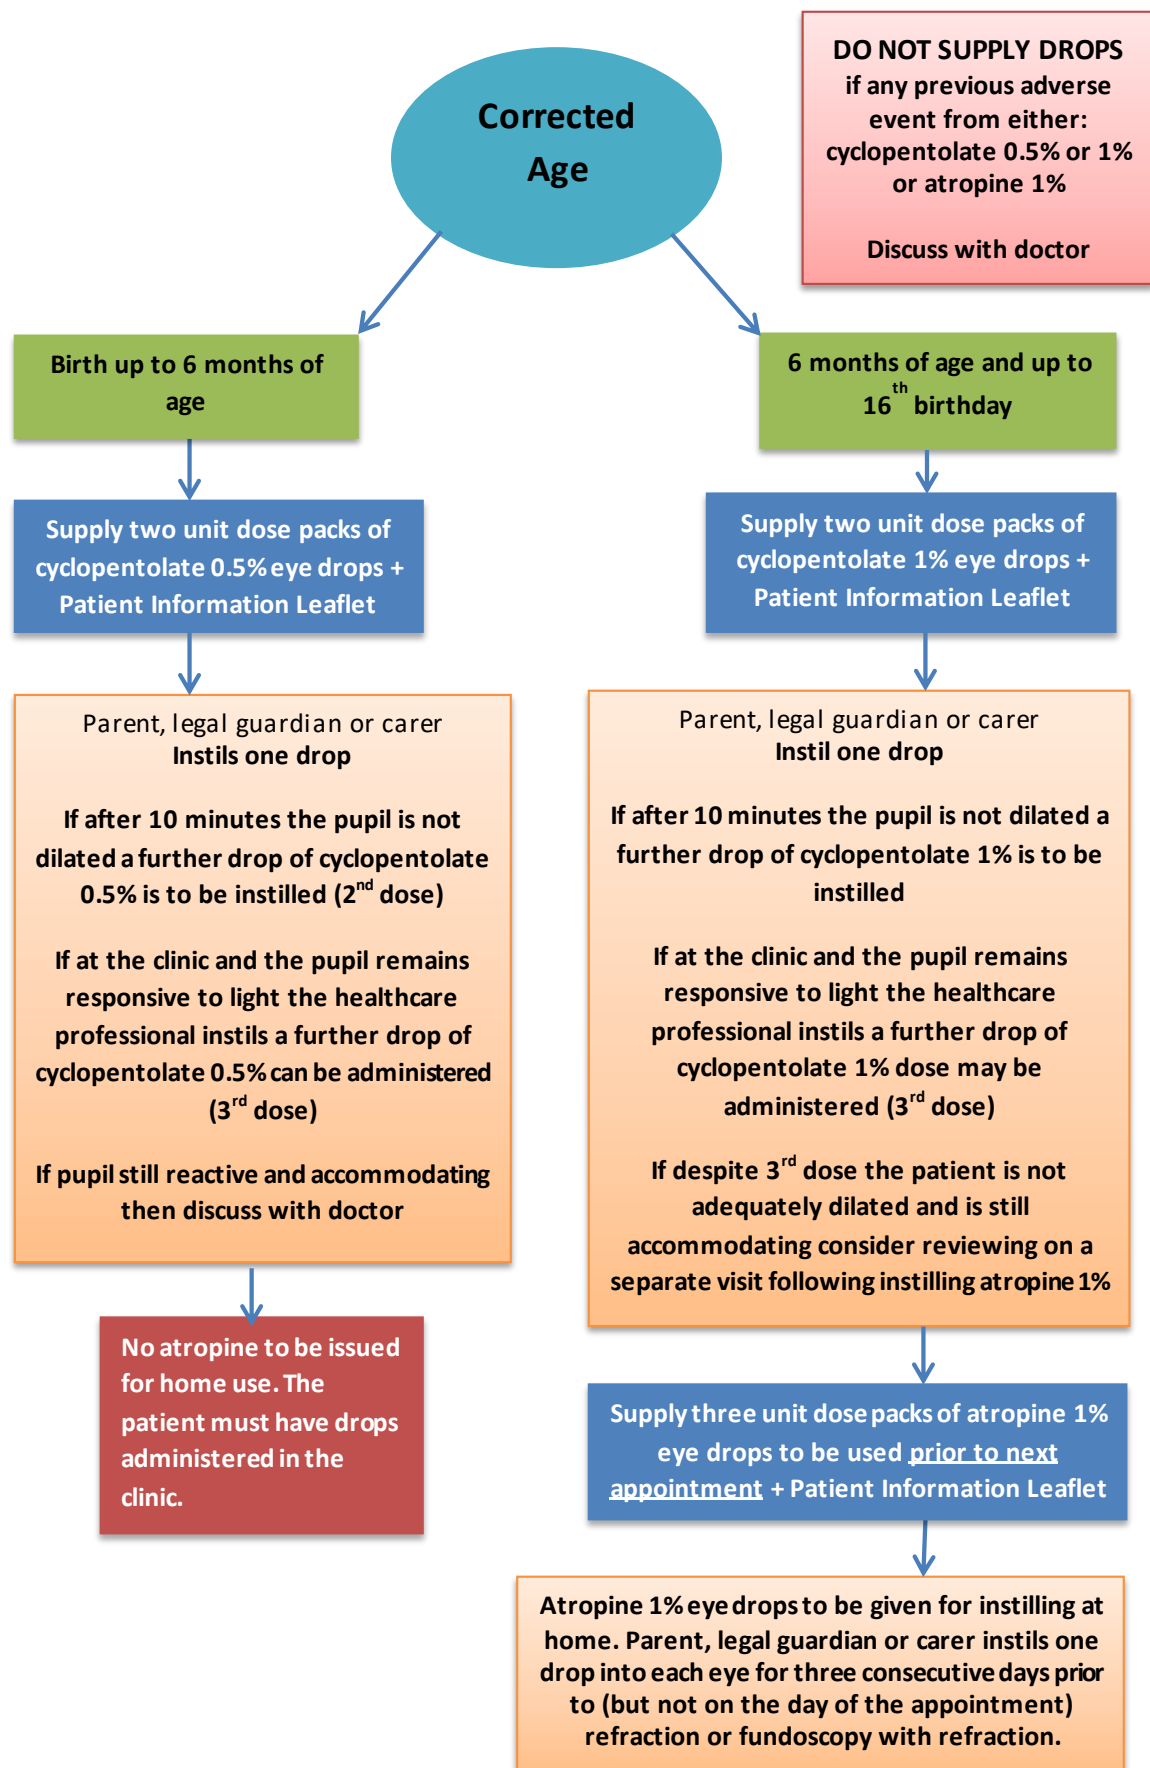 Corrected
Age
DO NOT SUPPLY DROPS
if any previous adverse
event from either:
cyclopentolate 0.5% or 1%
or atropine 1%
Discuss with doctor
Birth up to 6 months of
age
Supply two unit dose packs of
cyclopentolate 0.5% eye drops +
Patient Information Leaflet
Parent, legal guardian or carer
Instils one drop
If after 10 minutes the pupil is not
dilated a further drop of cyclopentolate
0.5% is to be instilled (2nd dose)
If at the clinic and the pupil remains
responsive to light the healthcare
professional instils a further drop of
cyclopentolate 0.5% can be administered
(3rd dose)
If pupil still reactive and accommodating
then discuss with doctor
No atropine to be issued
for home use. The
patient must have drops
administered in the
clinic.
6 months of age and up to
16th birthday
Supply two unit dose packs of
cyclopentolate 1% eye drops +
Patient Information Leaflet
Parent, legal guardian or carer
Instil one drop
If after 10 minutes the pupil is not dilated a
further drop of cyclopentolate 1% is to be
instilled
If at the clinic and the pupil remains
responsive to light the healthcare
professional instils a further drop of
cyclopentolate 1% dose may be
administered (3rd dose)
If despite 3rd dose the patient is not
adequately dilated and is still
accommodating consider reviewing on a
separate visit following instilling atropine 1%
Supply three unit dose packs of atropine 1%
eye drops to be used prior to next
appointment + Patient Information Leaflet
Atropine 1% eye drops to be given for instilling at
home. Parent, legal guardian or carer instils one
drop into each eye for three consecutive days prior
to (but not on the day of the appointment)
refraction or fundoscopy with refraction.